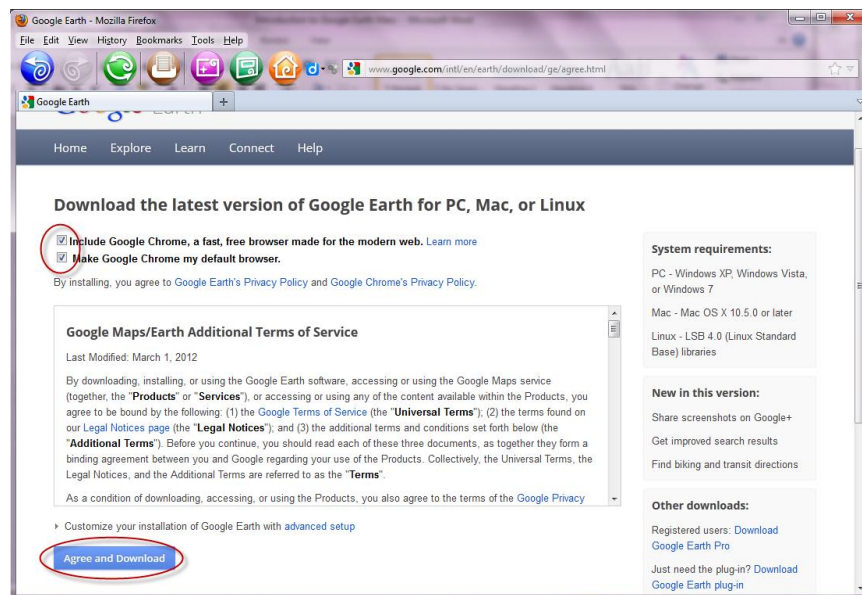 Google Earth - Mozilla Firefox
File Edit View History Bookmarks Tools Help
www.google.com/intl/en/earth/download/ge/agree.html
Google Earth
Home Explore Learn Connect Help
Download the latest version of Google Earth for PC, Mac, or Linux
Include Google Chrome, a fast, free browser made for the modern web. Learn more
Make Google Chrome my default browser.
By installing, you agree to Google Earth's Privacy Policy and Google Chrome's Privacy Policy.
Google Maps/Earth Additional Terms of Service
Last Modified: March 1, 2012
By downloading, installing, or using the Google Earth software, accessing or using the Google Maps service
(together, the "Products" or "Services"), or accessing or using any of the content available within the Products, you
agree to be bound by the following: (1) the Google Terms of Service (the "Universal Terms"); (2) the terms found on
our Legal Notices page (the "Legal Notices"); and (3) the additional terms and conditions set forth below (the
"Additional Terms"). Before you continue, you should read each of these three documents, as together they form a
binding agreement between you and Google regarding your use of the Products. Collectively, the Universal Terms, the
Legal Notices, and the Additional Terms are referred to as the "Terms".
As a condition of downloading, accessing, or using the Products, you also agree to the terms of the Google Privacy
Customize your installation of Google Earth with advanced setup
Agree and Download
System requirements:
PC - Windows XP, Windows Vista,
or Windows 7
Mac - Mac OS X 10.5.0 or later
Linux - LSB 4.0 (Linux Standard
Base) libraries
New in this version:
Share screenshots on Google+
Get improved search results
Find biking and transit directions
Other downloads:
Registered users: Download
Google Earth Pro
Just need the plug-in? Download
Google Earth plug-in